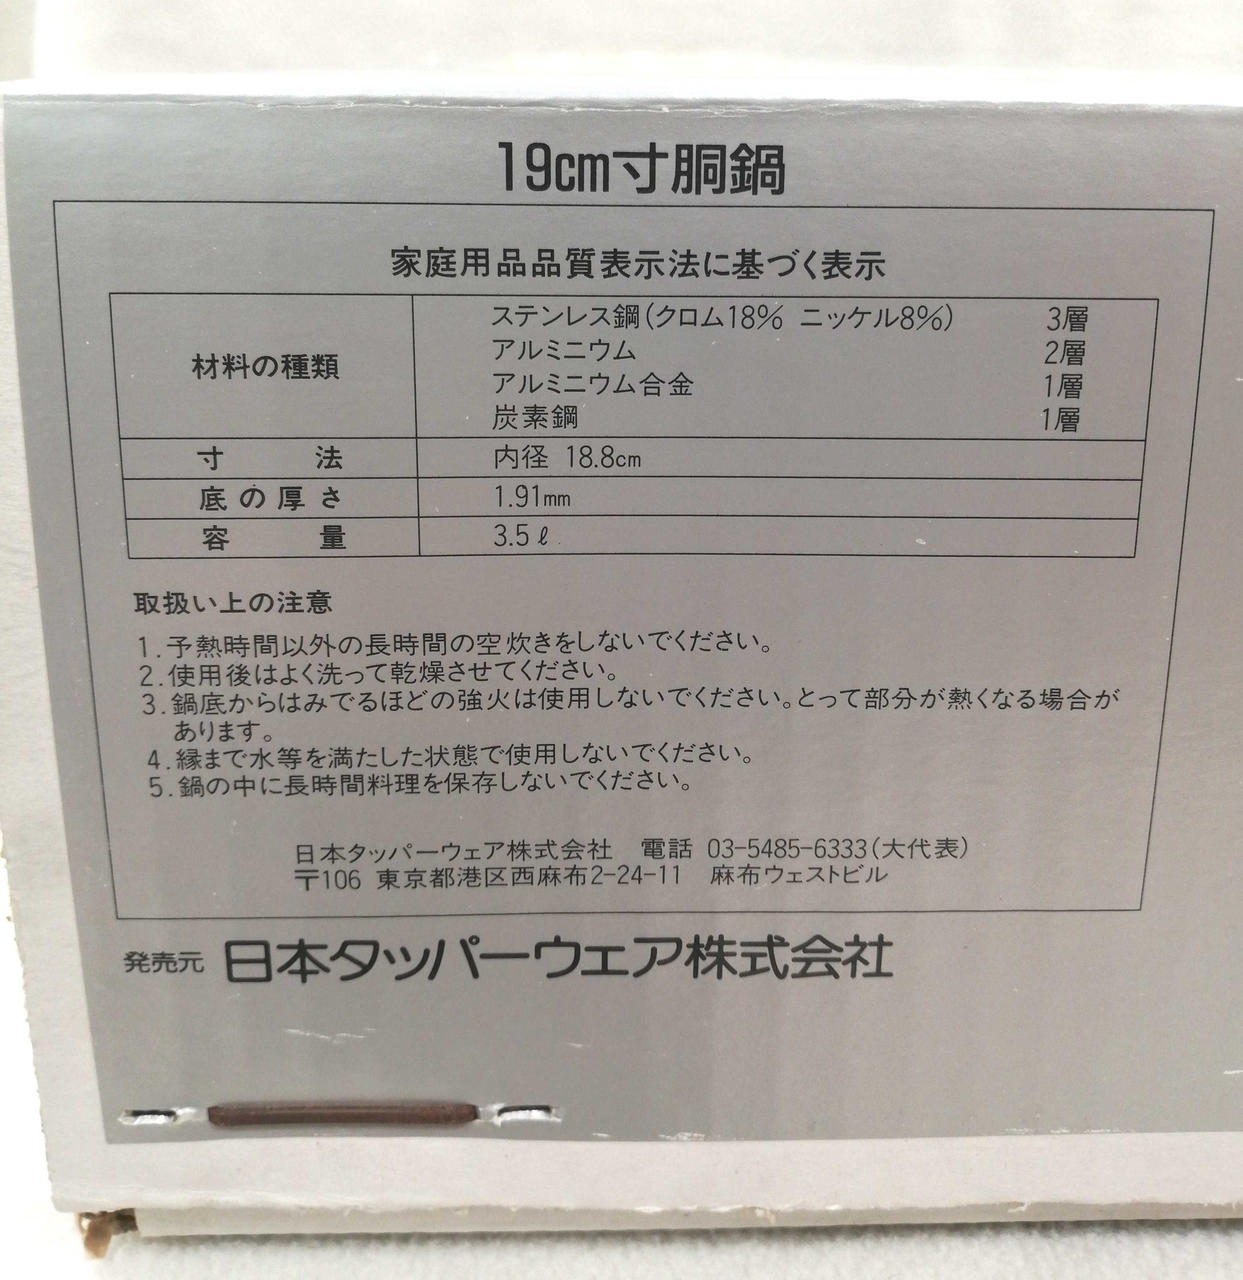 19cm寸胴鍋
家庭用品品質表示法に基づく表示
材料の種類
ステンレス鋼(クロム18% ニッケル8%) 3層
アルミニウム 2層
アルミニウム合金 1層
炭素鋼 1層
寸法 内径 18.8cm
底の厚さ 1.91mm
容量 3.5ℓ
取扱い上の注意
1.予熱時間以外の長時間の空炊きをしないでください。
2.使用後はよく洗って乾燥させてください。
3.鍋底からはみでるほどの強火は使用しないでください。とって部分が熱くなる場合が
あります。
4.縁まで水等を満たした状態で使用しないでください。
5.鍋の中に長時間料理を保存しないでください。
日本タッパーウェア株式会社 電話 03-5485-6333(大代表)
〒106 東京都港区西麻布2-24-11 麻布ウェストビル
発売元 日本タッパーウェア株式会社